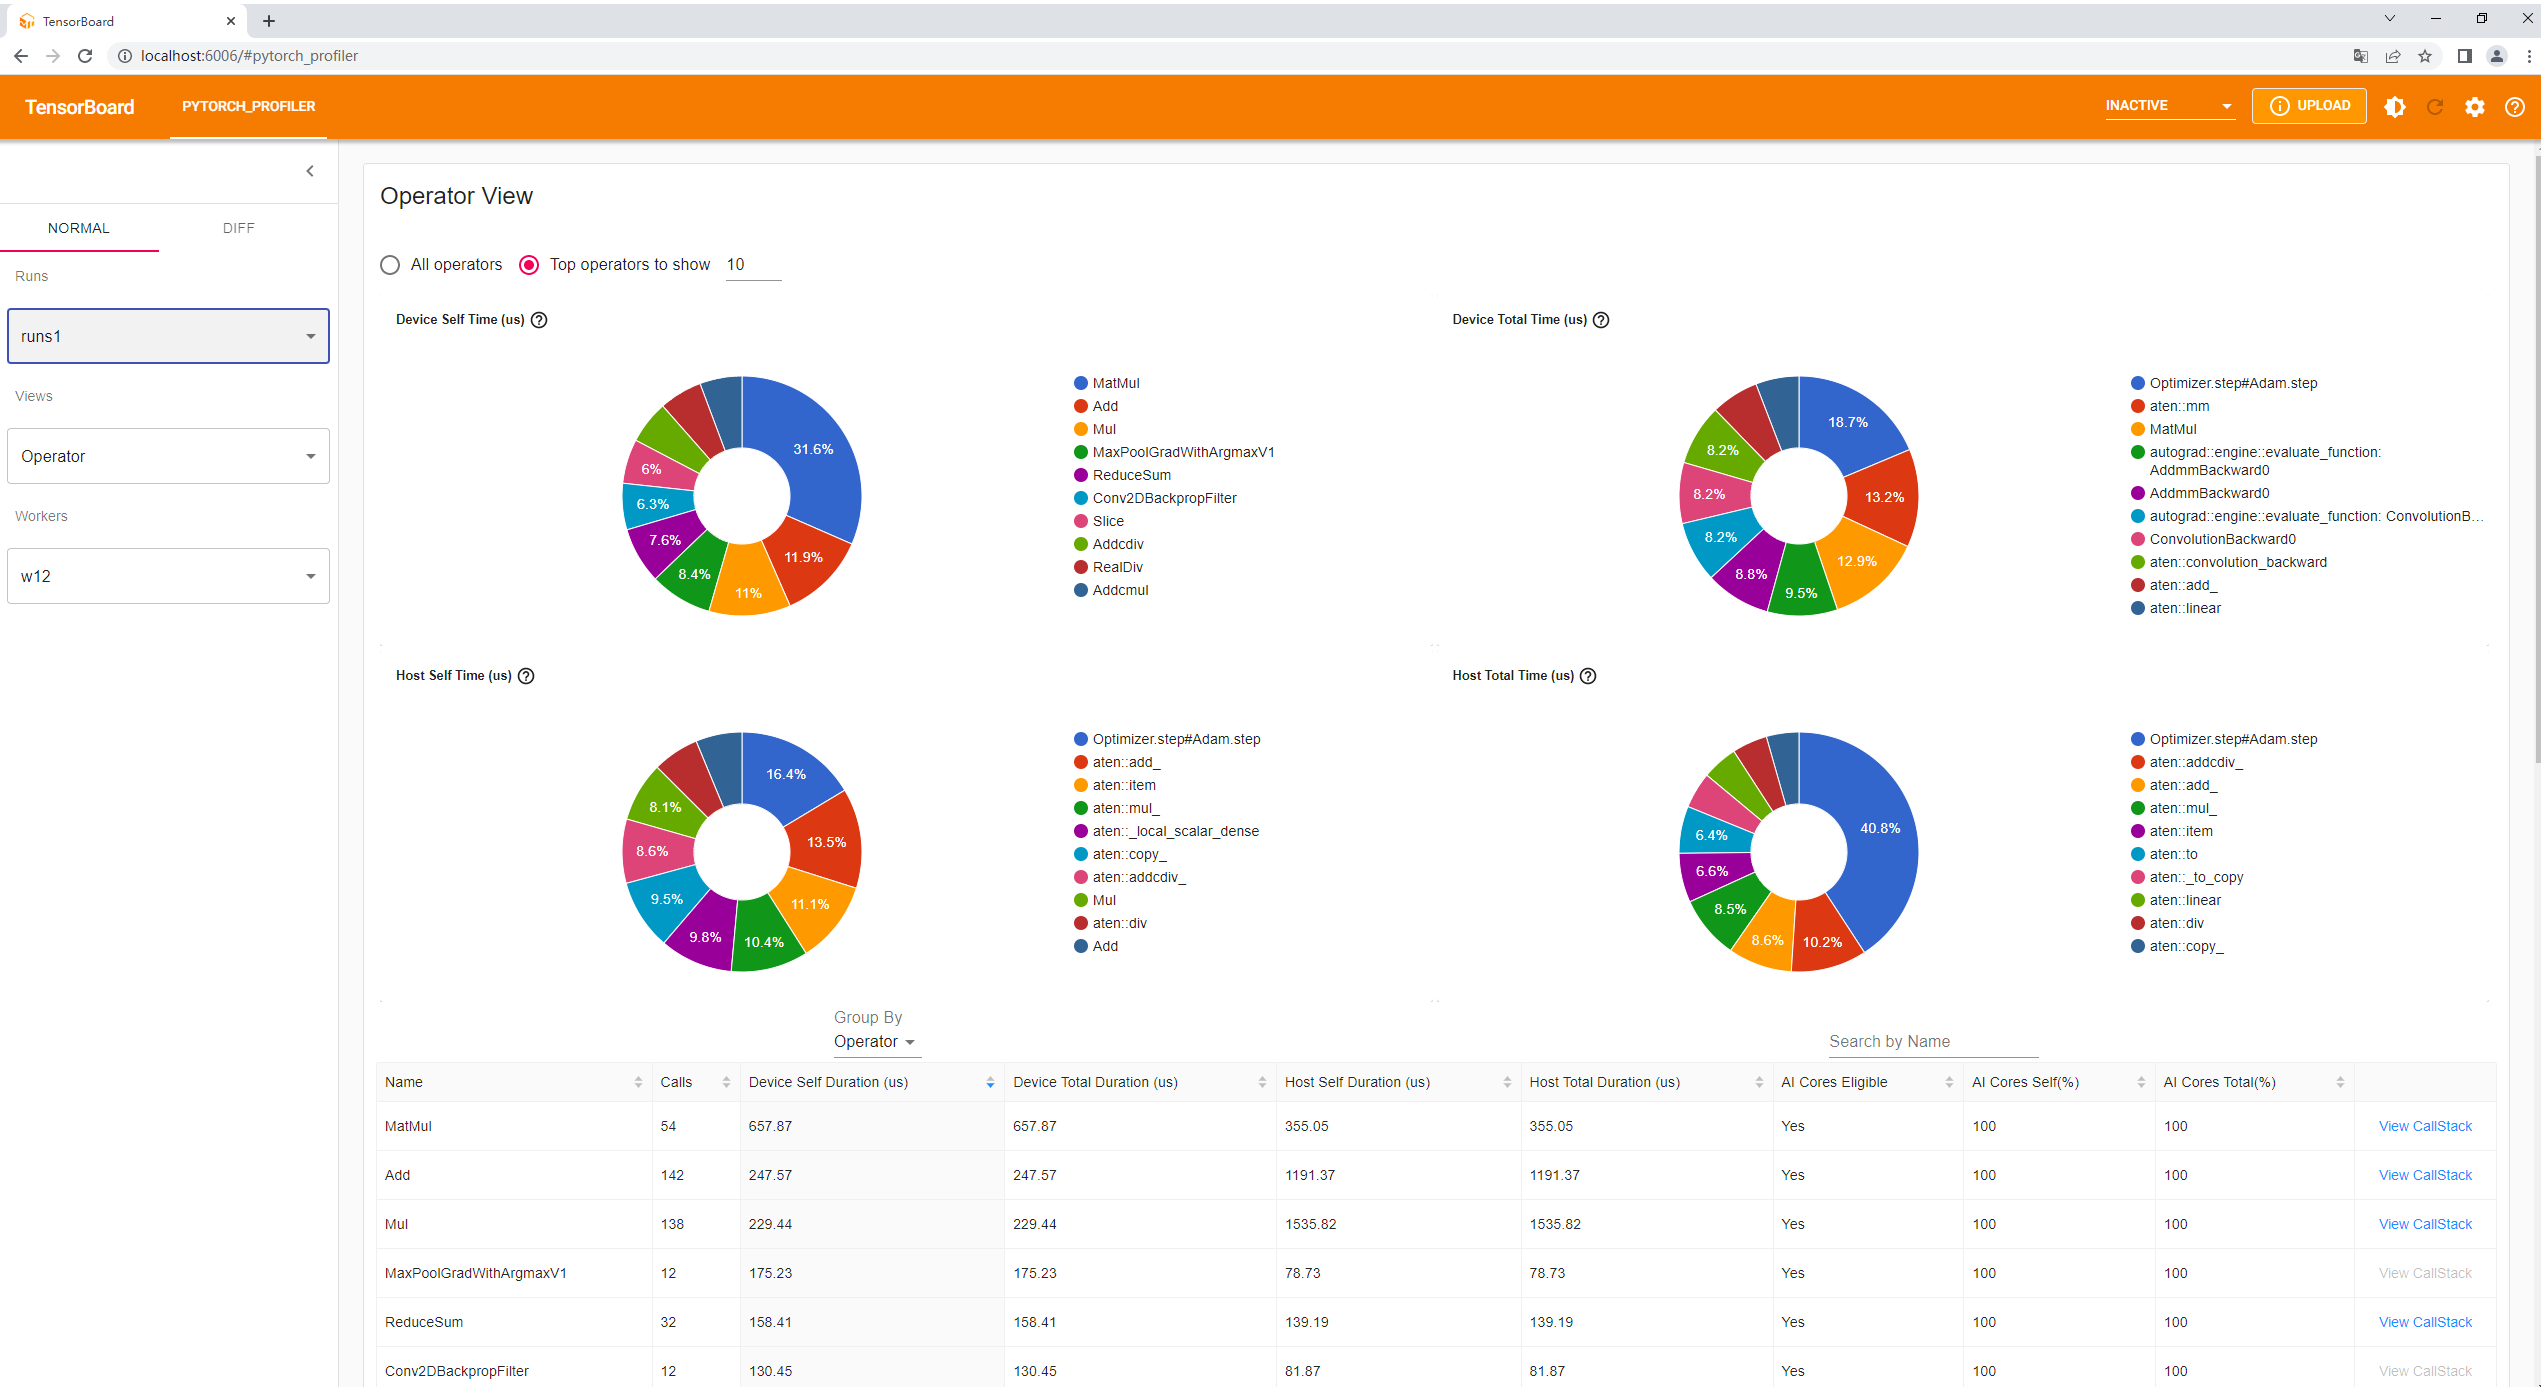 TensorBoard
localhost:6006/#pytorch_profiler
TensorBoard
PYTORCH_PROFILER
INACTIVE
UPLOAD
NORMAL
DIFF
Runs
runs1
Views
Operator
Workers
w12
Operator View
All operators
Top operators to show
10
Device Self Time (us)
31.6%
11.9%
11%
8.4%
7.6%
6.3%
6%
MatMul
Add
Mul
MaxPoolGradWithArgmaxV1
ReduceSum
Conv2DBackpropFilter
Slice
Addcdiv
RealDiv
Addcmul
Device Total Time (us)
18.7%
13.2%
12.9%
9.5%
8.8%
8.2%
8.2%
8.2%
Optimizer.step#Adam.step
aten::mm
MatMul
autograd::engine::evaluate_function:
AddmmBackward0
AddmmBackward0
autograd::engine::evaluate_function: ConvolutionB...
ConvolutionBackward0
aten::convolution_backward
aten::add_
aten::linear
Host Self Time (us)
16.4%
13.5%
11.1%
10.4%
9.8%
9.5%
8.6%
8.1%
Optimizer.step#Adam.step
aten::add_
aten::item
aten::mul_
aten::_local_scalar_dense
aten::copy_
aten::addcdiv_
Mul
aten::div
Add
Host Total Time (us)
40.8%
10.2%
8.6%
8.5%
6.6%
6.4%
Optimizer.step#Adam.step
aten::addcdiv_
aten::add_
aten::mul_
aten::item
aten::to
aten::_to_copy
aten::linear
aten::div
aten::copy_
Group By
Operator
Search by Name
Name Calls Device Self Duration (us) Device Total Duration (us) Host Self Duration (us) Host Total Duration (us) AI Cores Eligible AI Cores Self(%) AI Cores Total(%)
MatMul 54 657.87 657.87 355.05 355.05 Yes 100 100 View CallStack
Add 142 247.57 247.57 1191.37 1191.37 Yes 100 100 View CallStack
Mul 138 229.44 229.44 1535.82 1535.82 Yes 100 100 View CallStack
MaxPoolGradWithArgmaxV1 12 175.23 175.23 78.73 78.73 Yes 100 100 View CallStack
ReduceSum 32 158.41 158.41 139.19 139.19 Yes 100 100 View CallStack
Conv2DBackpropFilter 12 130.45 130.45 81.87 81.87 Yes 100 100 View CallStack